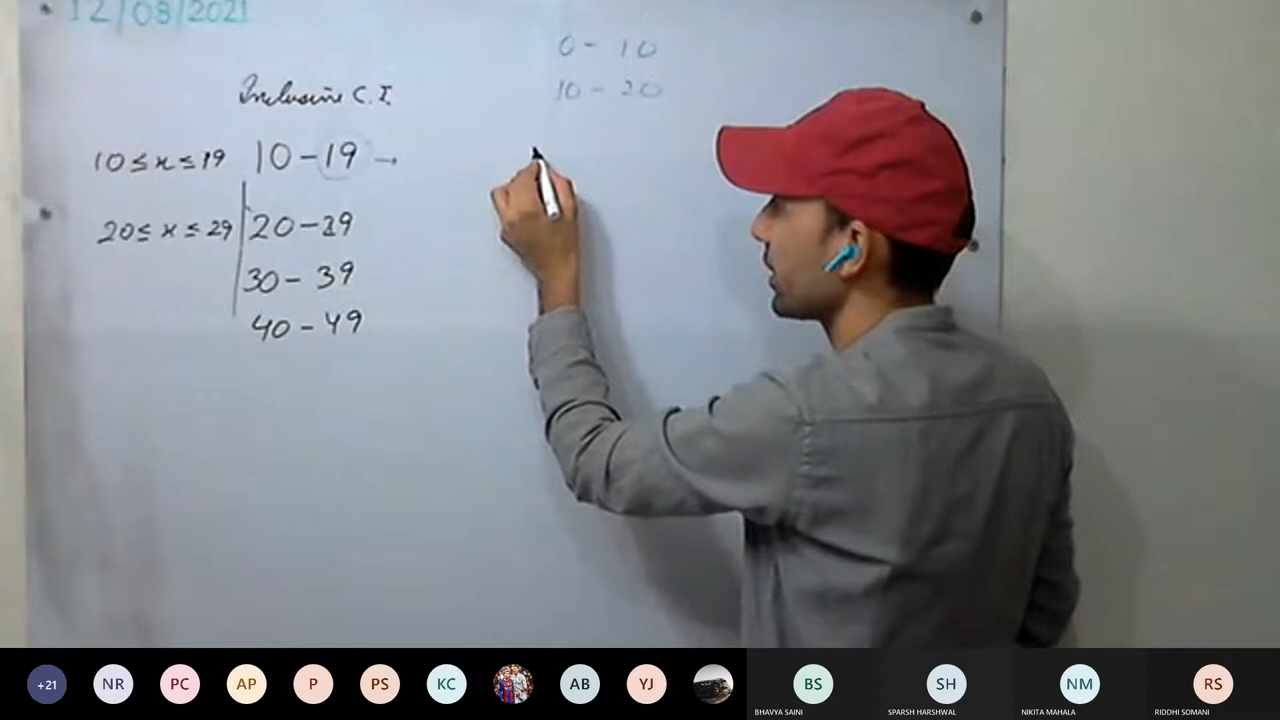 12/08/2021
0 - 10
10 - 20
Inclusive C.I.
10 ≤ x ≤ 19 10 - 19 →
20 ≤ x ≤ 29 20 - 29
30 - 39
40 - 49
+21 NR PC AP P PS KC AB YJ BS SH NM RS
BHAVYA SAINI SPARSH HARSHWAL NIKITA MAHALA RIDDHI SOMANI